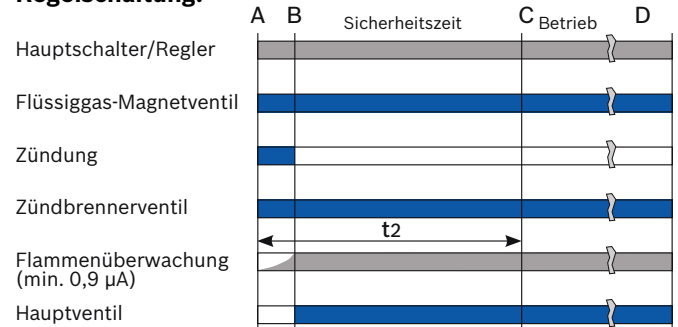 Regelschaltung:
A B Sicherheitszeit C Betrieb D
Hauptschalter/Regler
Flüssiggas-Magnetventil
Zündung
Zündbrennerventil
t2
Flammenüberwachung
(min. 0,9 µA)
Hauptventil